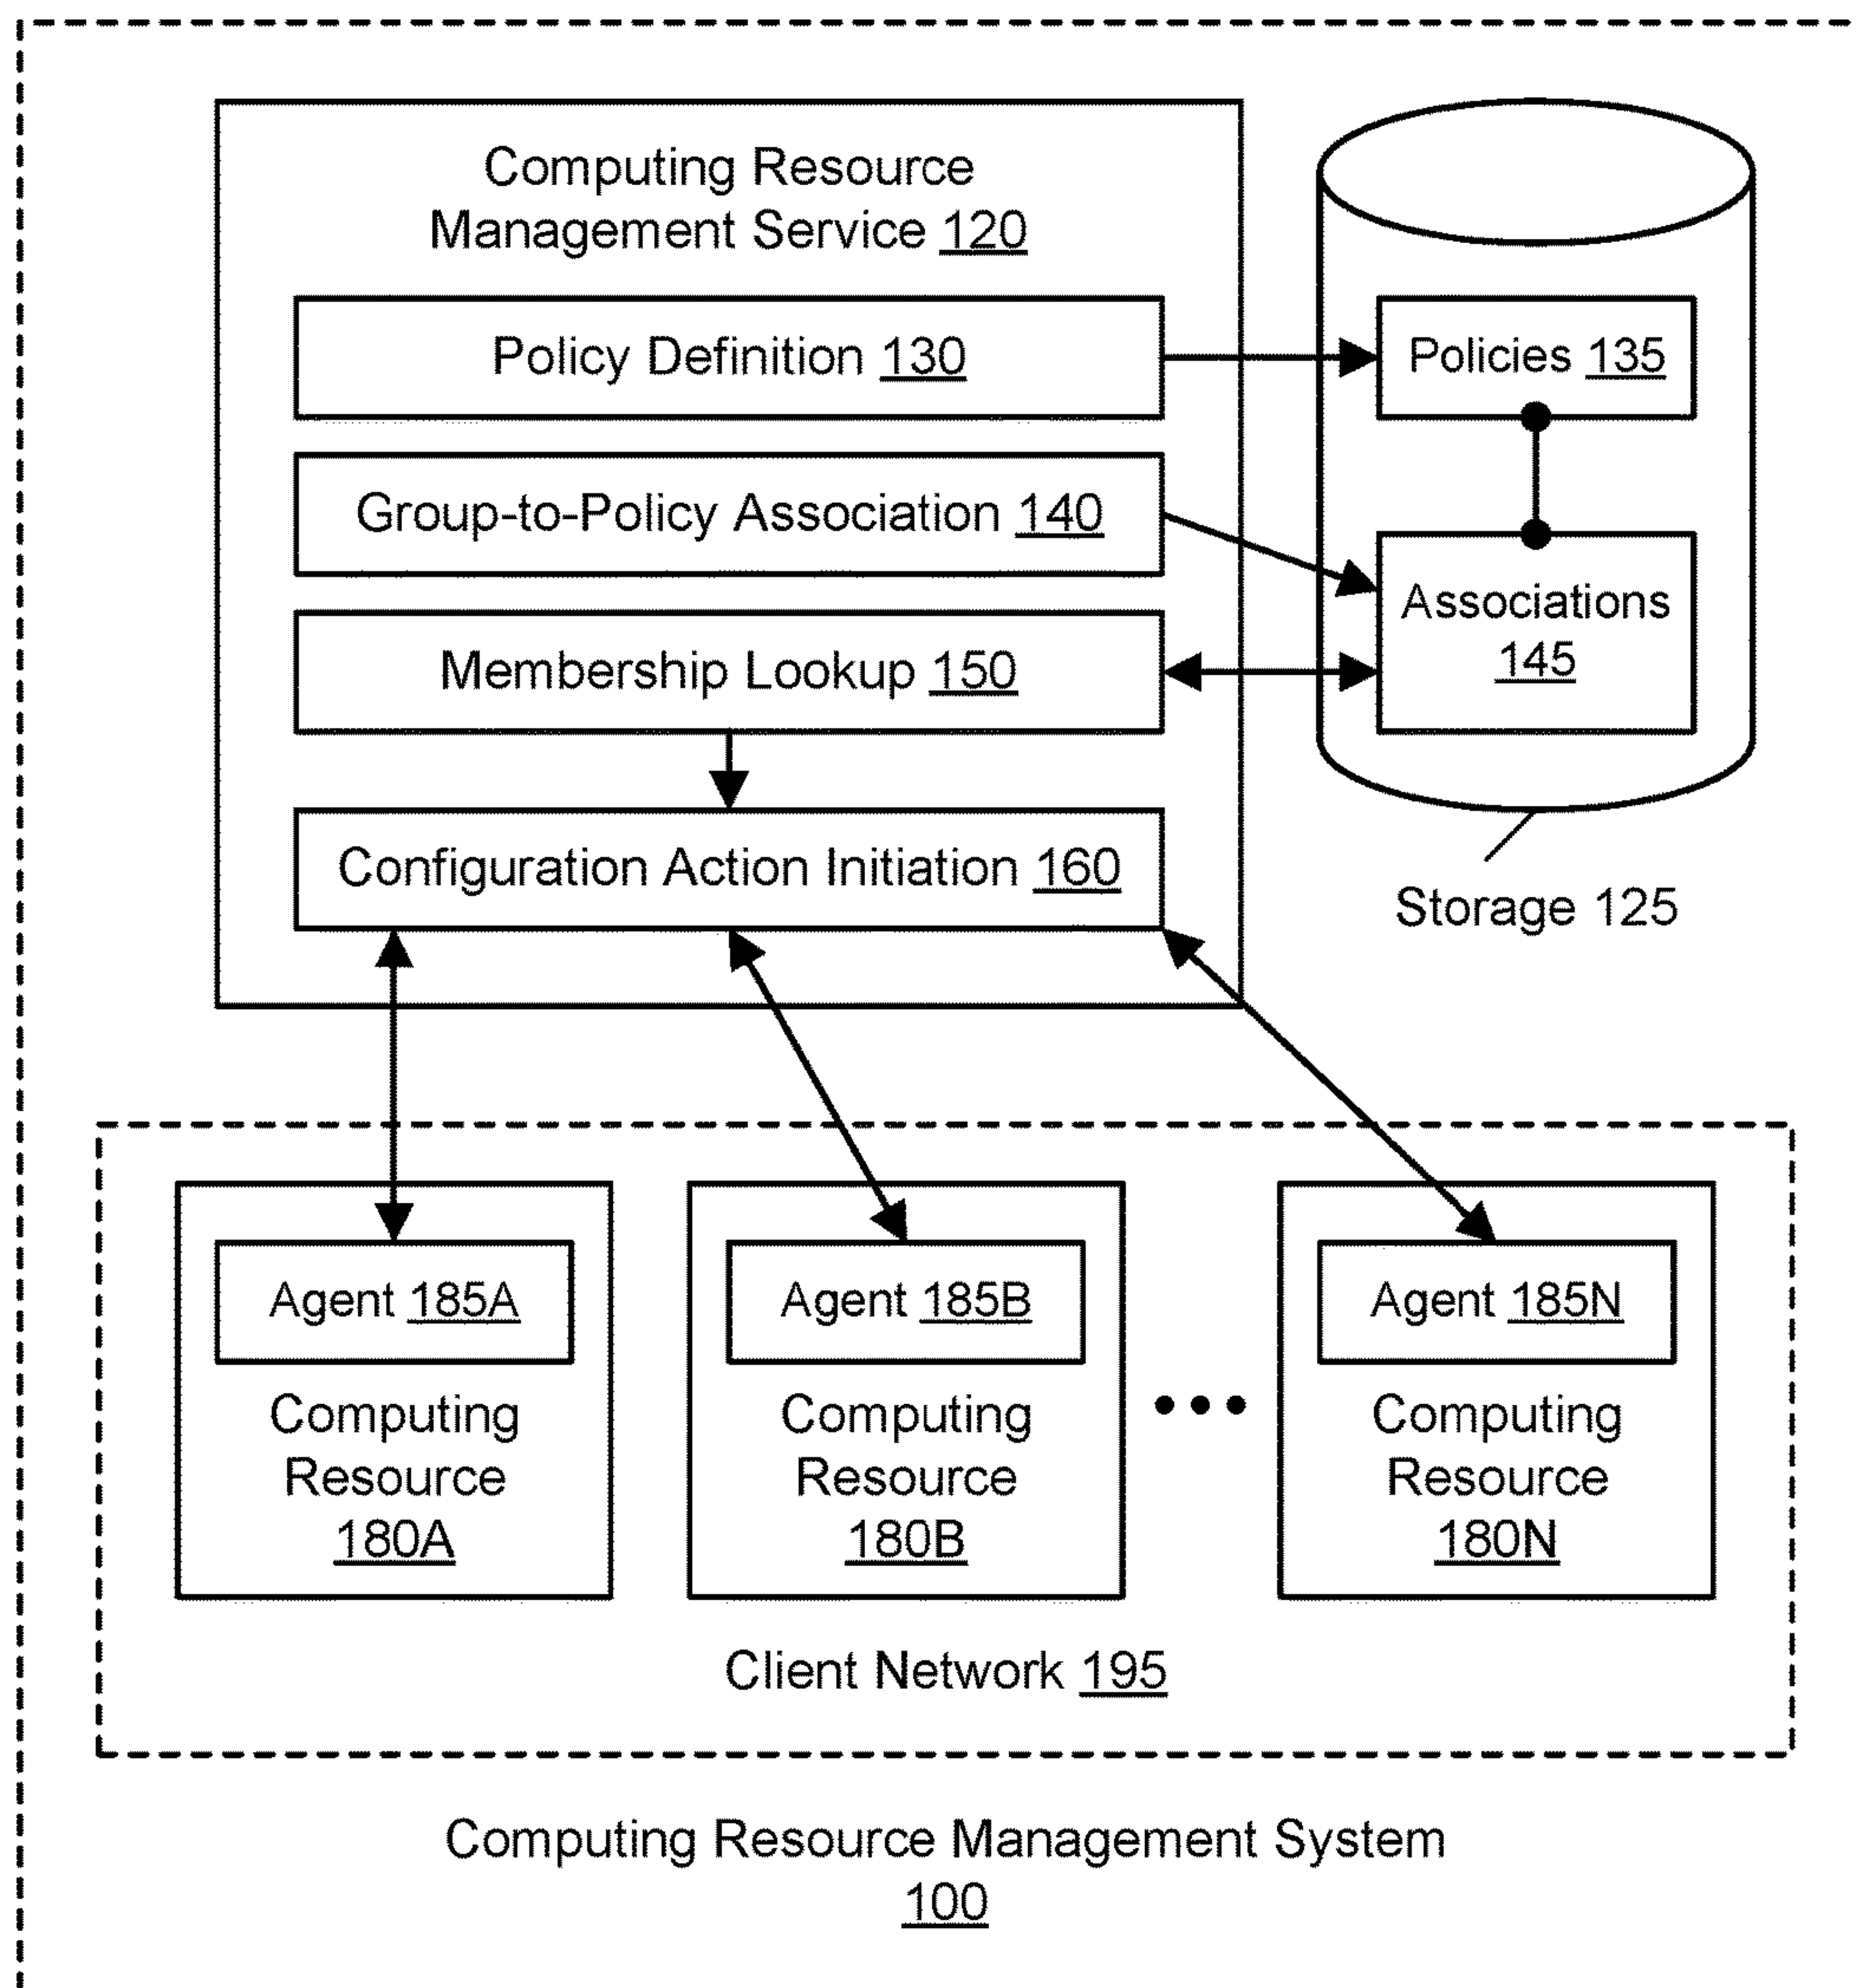 Computing Resource
Management Service 120
Policy Definition 130
Policies 135
Group-to-Policy Association 140
Associations
145
Membership Lookup 150
Configuration Action Initiation 160
Storage 125
Agent 185A
Computing
Resource
180A
Agent 185B
Computing
Resource
180B
Agent 185N
Computing
Resource
180N
Client Network 195
Computing Resource Management System
100